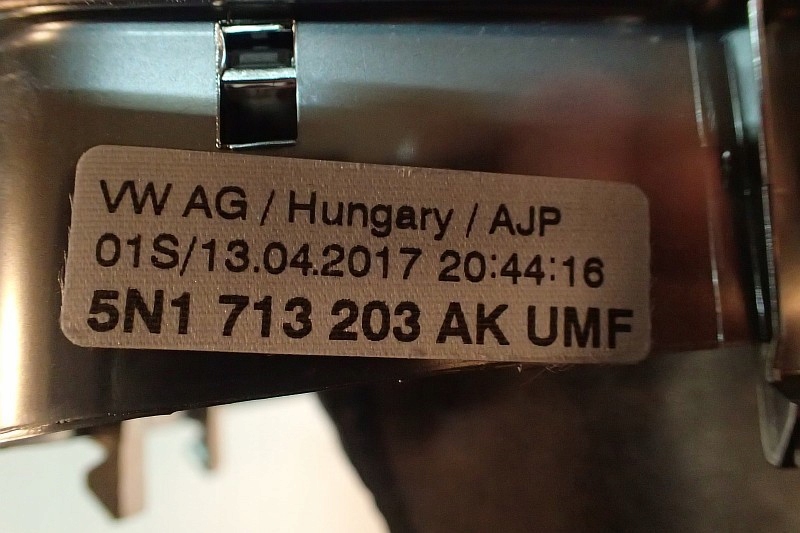 VW AG / Hungary / AJP
01S/13.04.2017 20:44:16
5N1 713 203 AK UMF